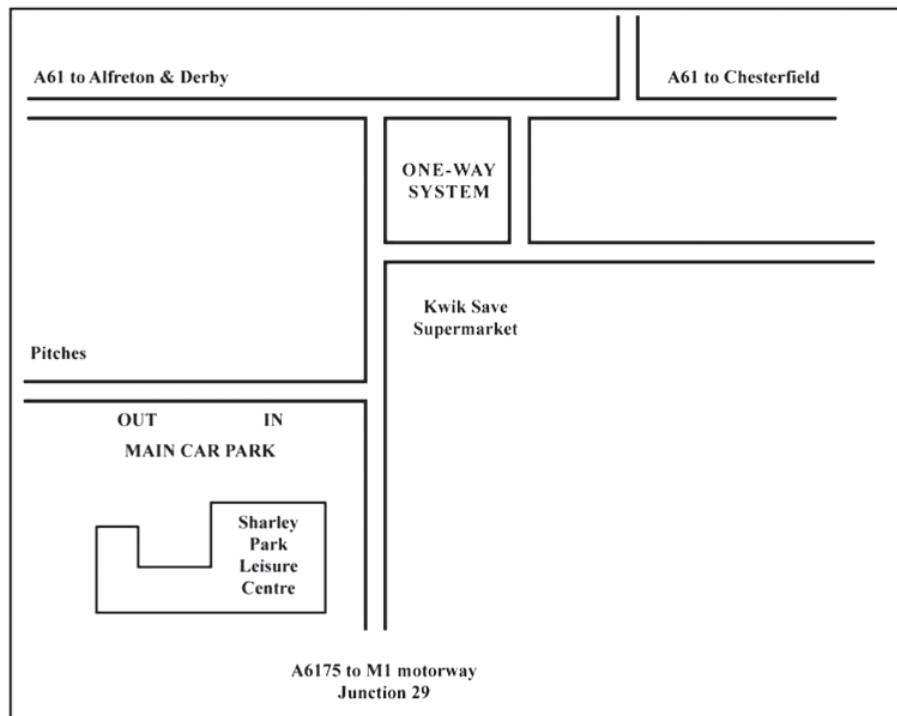 A61 to Alfreton & Derby
A61 to Chesterfield
ONE-WAY
SYSTEM
Kwik Save
Supermarket
Pitches
OUT
IN
MAIN CAR PARK
Sharley
Park
Leisure
Centre
A6175 to M1 motorway
Junction 29